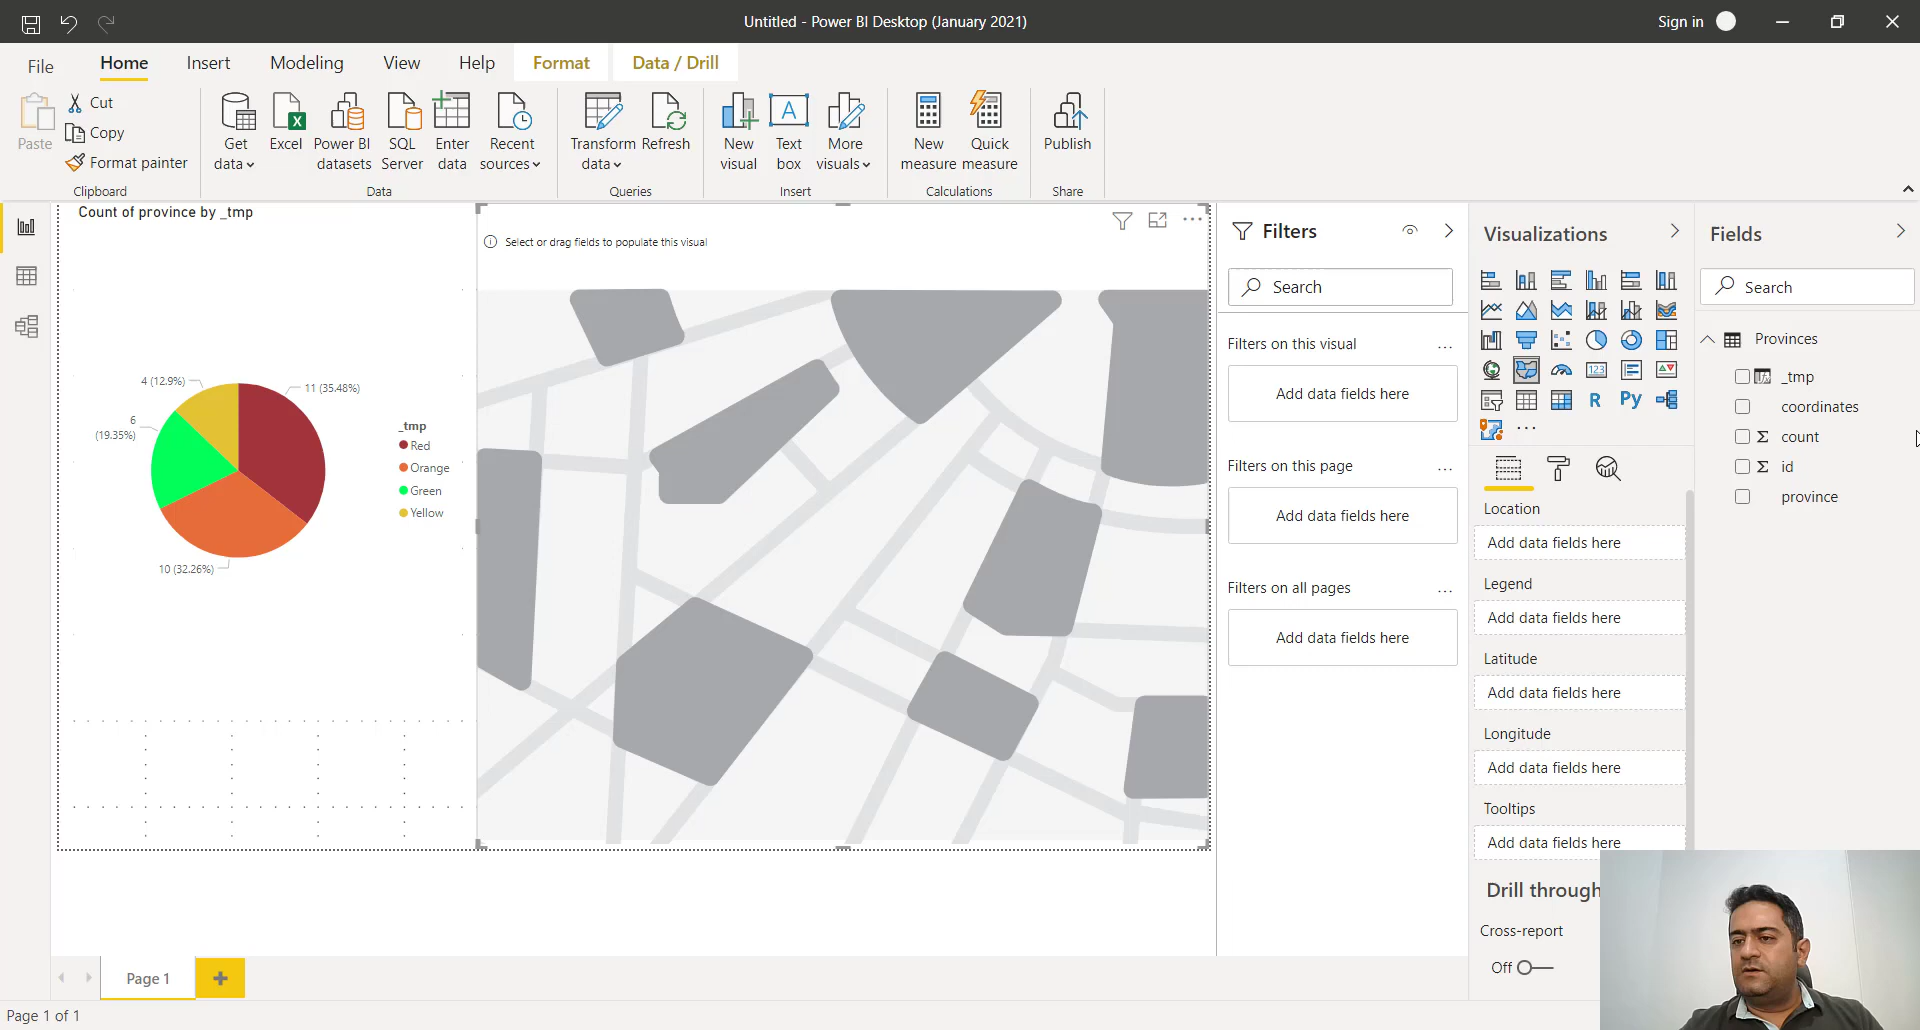 Untitled - Power BI Desktop (January 2021)
Sign in
File
Home
Insert
Modeling
View
Help
Format
Data / Drill
Paste
Cut
Copy
Format painter
Clipboard
Get
data
Excel
Power BI
datasets
SQL
Server
Enter
data
Recent
sources
Data
Transform
data
Refresh
Queries
New
visual
Text
box
More
visuals
Insert
New
measure
Quick
measure
Calculations
Publish
Share
Count of province by _tmp
4 (12.9%)
11 (35.48%)
6
(19.35%)
10 (32.26%)
_tmp
Red
Orange
Green
Yellow
Select or drag fields to populate this visual
Filters
Search
Filters on this visual
Add data fields here
Filters on this page
Add data fields here
Filters on all pages
Add data fields here
Visualizations
123
R
Py
Location
Add data fields here
Legend
Add data fields here
Latitude
Add data fields here
Longitude
Add data fields here
Tooltips
Add data fields here
Drill through
Cross-report
Off
Fields
Search
Provinces
_tmp
coordinates
Σ count
Σ id
province
Page 1
Page 1 of 1